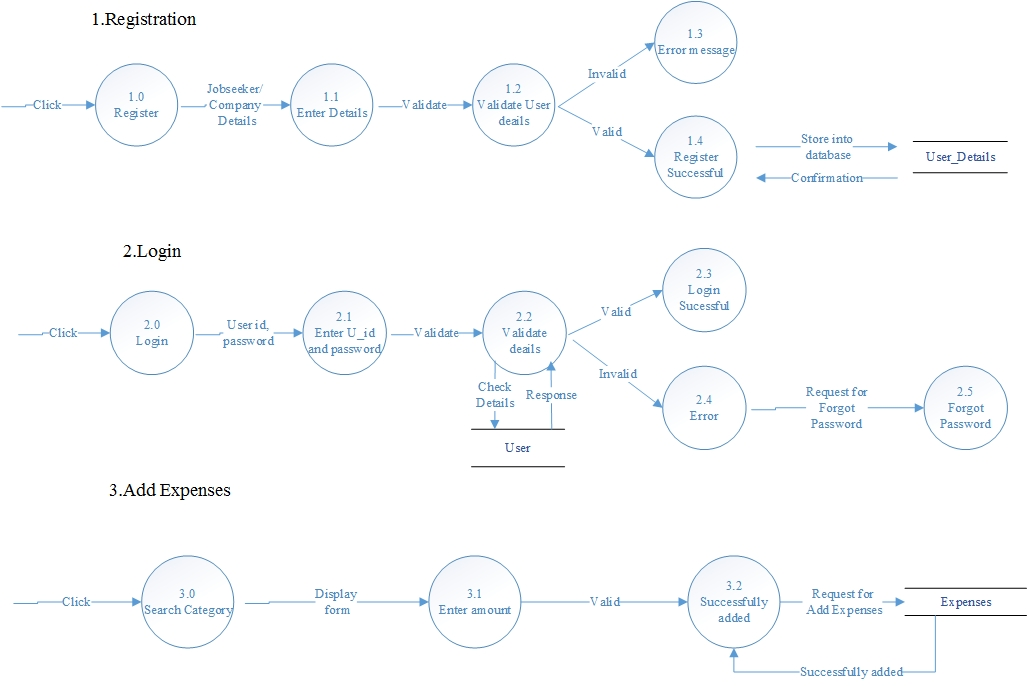 1.Registration
Click
1.0
Register
Jobseeker/
Company
Details
1.1
Enter Details
Validate
1.2
Validate User
deails
Invalid
1.3
Error message
Valid
1.4
Register
Successful
Store into
database
Confirmation
User_Details
2.Login
Click
2.0
Login
User id,
password
2.1
Enter U_id
and password
Validate
2.2
Validate
deails
Valid
2.3
Login
Sucessful
Invalid
2.4
Error
Request for
Forgot
Password
2.5
Forgot
Password
Check
Details
Response
User
3.Add Expenses
Click
3.0
Search Category
Display
form
3.1
Enter amount
Valid
3.2
Successfully
added
Request for
Add Expenses
Expenses
Successfully added